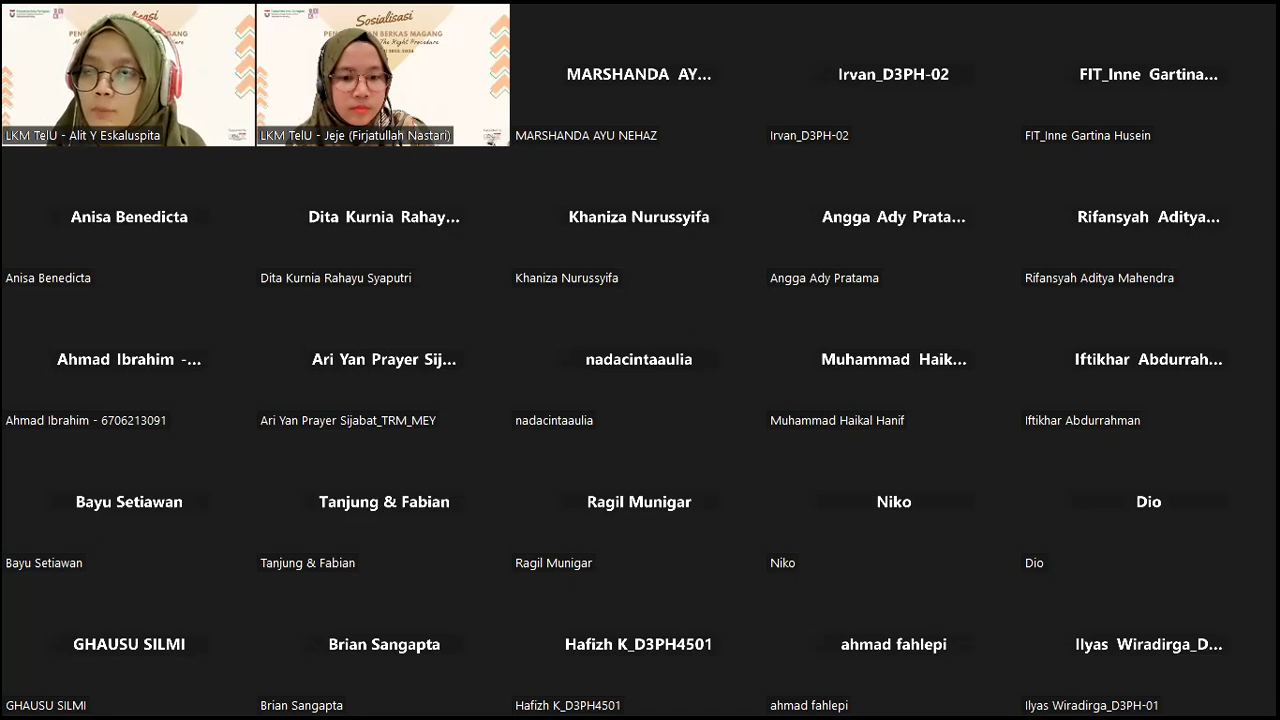 Sosialisasi
LKM TelU - Alit Y Eskaluspita
LKM TelU - Jeje (Firjatullah Nastari)
MARSHANDA AY...
MARSHANDA AYU NEHAZ
Irvan_D3PH-02
Irvan_D3PH-02
FIT_Inne Gartina...
FIT_Inne Gartina Husein
Anisa Benedicta
Anisa Benedicta
Dita Kurnia Rahay...
Dita Kurnia Rahayu Syaputri
Khaniza Nurussyifa
Khaniza Nurussyifa
Angga Ady Prata...
Angga Ady Pratama
Rifansyah Aditya...
Rifansyah Aditya Mahendra
Ahmad Ibrahim -...
Ahmad Ibrahim - 6706213091
Ari Yan Prayer Sij...
Ari Yan Prayer Sijabat_TRM_MEY
nadacintaaulia
nadacintaaulia
Muhammad Haik...
Muhammad Haikal Hanif
Iftikhar Abdurrah...
Iftikhar Abdurrahman
Bayu Setiawan
Bayu Setiawan
Tanjung & Fabian
Tanjung & Fabian
Ragil Munigar
Ragil Munigar
Niko
Niko
Dio
Dio
GHAUSU SILMI
GHAUSU SILMI
Brian Sangapta
Brian Sangapta
Hafizh K_D3PH4501
Hafizh K_D3PH4501
ahmad fahlepi
ahmad fahlepi
Ilyas Wiradirga_D...
Ilyas Wiradirga_D3PH-01